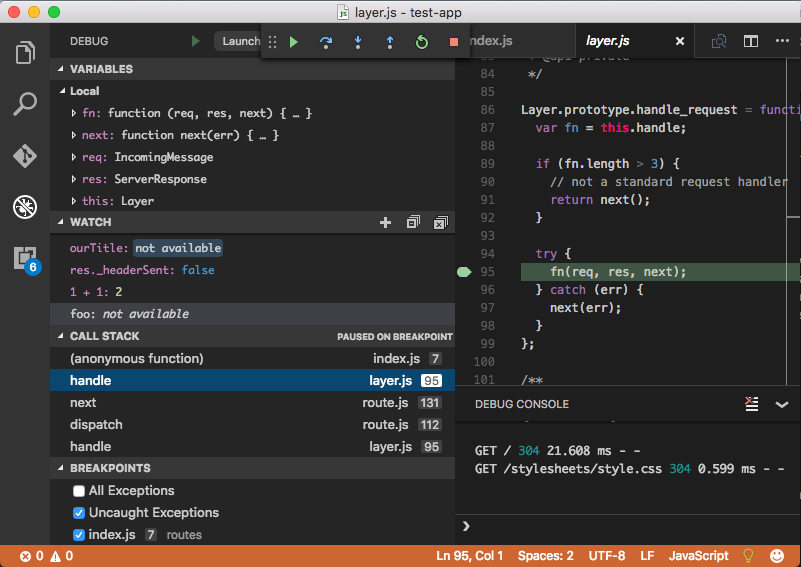 layer.js - test-app
DEBUG
Launch
index.js
layer.js
VARIABLES
Local
fn: function (req, res, next) { … }
next: function next(err) { … }
req: IncomingMessage
res: ServerResponse
this: Layer
WATCH
ourTitle: not available
res._headerSent: false
1 + 1: 2
foo: not available
CALL STACK PAUSED ON BREAKPOINT
(anonymous function) index.js 7
handle layer.js 95
next route.js 131
dispatch route.js 112
handle layer.js 95
BREAKPOINTS
All Exceptions
Uncaught Exceptions
index.js 7 routes
6
83 * @api private
84 */
85
86 Layer.prototype.handle_request = functi
87 var fn = this.handle;
88
89 if (fn.length > 3) {
90 // not a standard request handler
91 return next();
92 }
93
94 try {
95 fn(req, res, next);
96 } catch (err) {
97 next(err);
98 }
99 };
100
101 /**
DEBUG CONSOLE
GET / 304 21.608 ms - -
GET /stylesheets/style.css 304 0.599 ms - -
0 0 Ln 95, Col 1 Spaces: 2 UTF-8 LF JavaScript